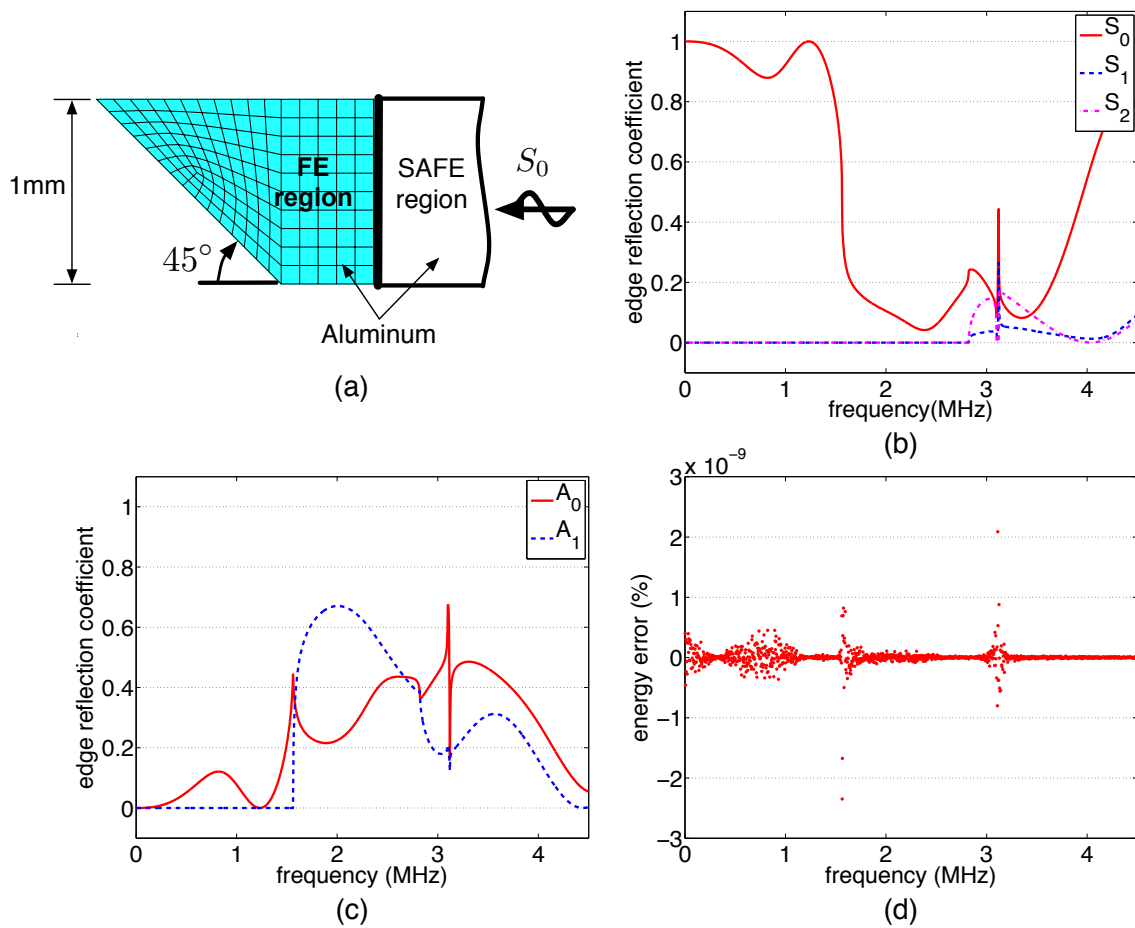 1mm
45°
FE
region
SAFE
region
S0
Aluminum
(a)
edge reflection coefficient
1
0.8
0.6
0.4
0.2
0
0 1 2 3 4
frequency(MHz)
S0
S1
S2
(b)
edge reflection coefficient
1
0.8
0.6
0.4
0.2
0
0 1 2 3 4
frequency (MHz)
A0
A1
(c)
x 10−9
energy error (%)
3
2
1
0
−1
−2
−3
0 1 2 3 4
frequency (MHz)
(d)